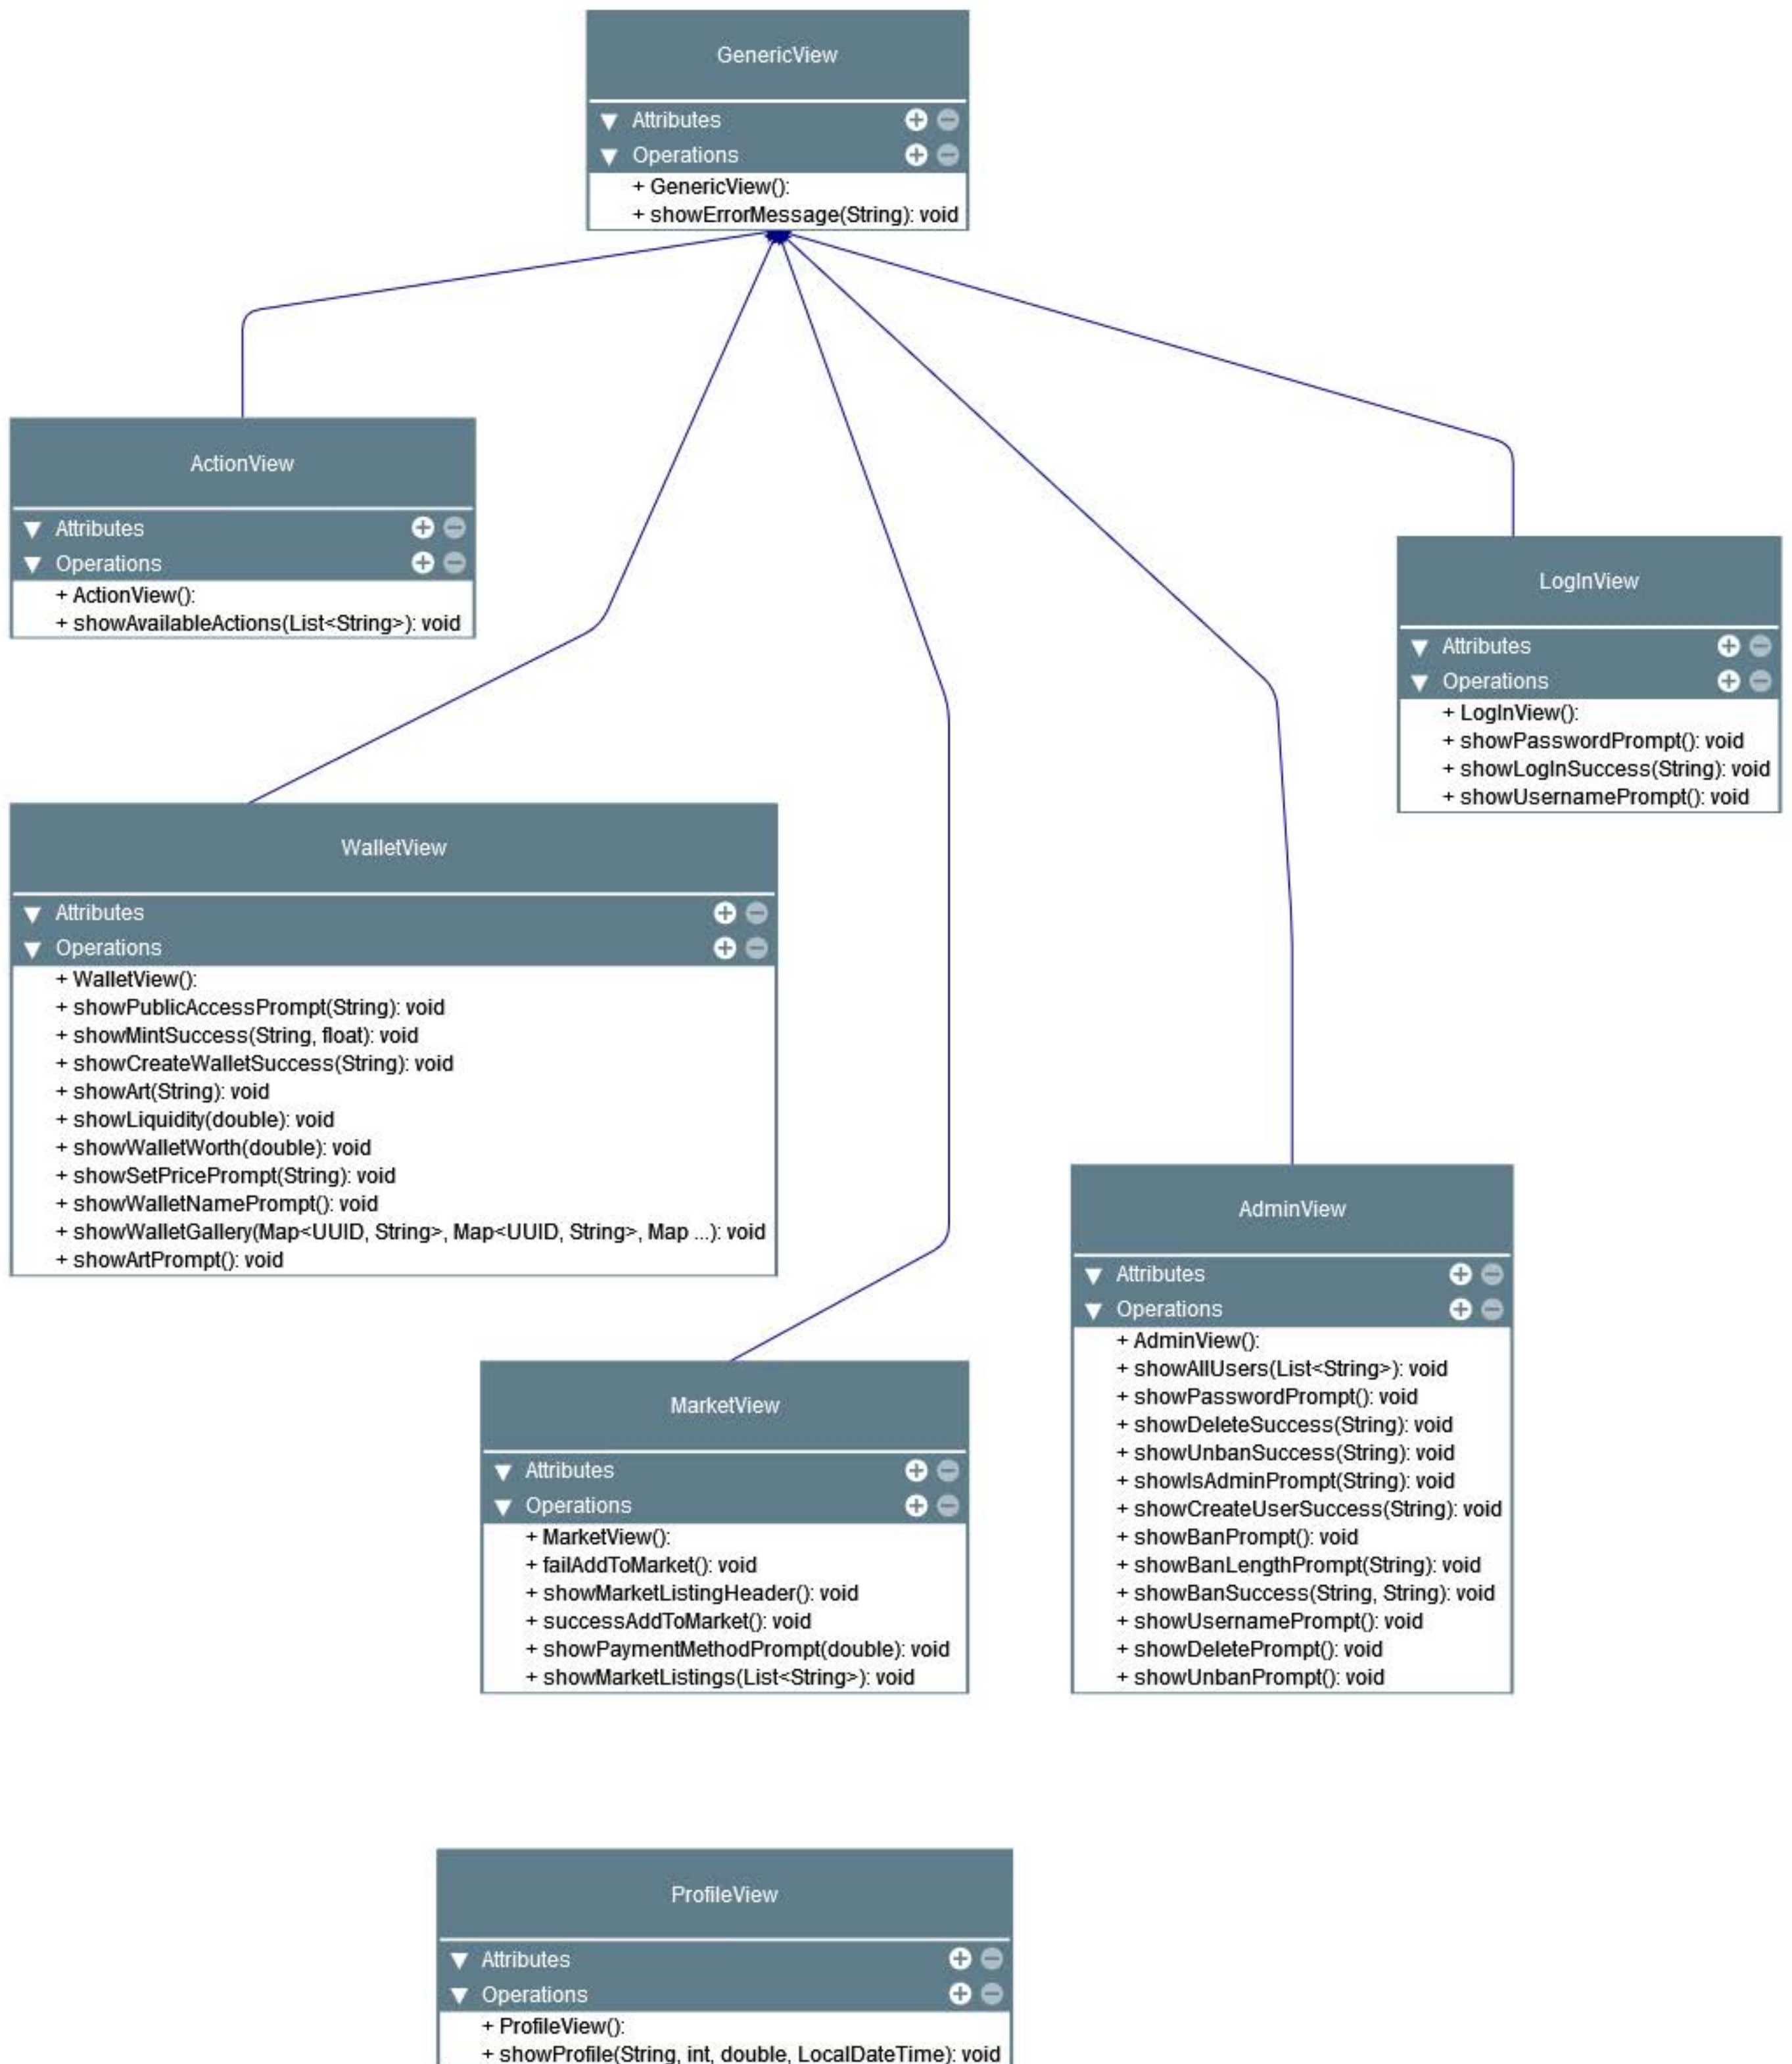 GenericView
Attributes
Operations
+ GenericView():
+ showErrorMessage(String): void
ActionView
Attributes
Operations
+ ActionView():
+ showAvailableActions(List<String>): void
LogInView
Attributes
Operations
+ LogInView():
+ showPasswordPrompt(): void
+ showLogInSuccess(String): void
+ showUsernamePrompt(): void
WalletView
Attributes
Operations
+ WalletView():
+ showPublicAccessPrompt(String): void
+ showMintSuccess(String, float): void
+ showCreateWalletSuccess(String): void
+ showArt(String): void
+ showLiquidity(double): void
+ showWalletWorth(double): void
+ showSetPricePrompt(String): void
+ showWalletNamePrompt(): void
+ showWalletGallery(Map<UUID, String>, Map<UUID, String>, Map ...): void
+ showArtPrompt(): void
AdminView
Attributes
Operations
+ AdminView():
+ showAllUsers(List<String>): void
+ showPasswordPrompt(): void
+ showDeleteSuccess(String): void
+ showUnbanSuccess(String): void
+ showIsAdminPrompt(String): void
+ showCreateUserSuccess(String): void
+ showBanPrompt(): void
+ showBanLengthPrompt(String): void
+ showBanSuccess(String, String): void
+ showUsernamePrompt(): void
+ showDeletePrompt(): void
+ showUnbanPrompt(): void
MarketView
Attributes
Operations
+ MarketView():
+ failAddToMarket(): void
+ showMarketListingHeader(): void
+ successAddToMarket(): void
+ showPaymentMethodPrompt(double): void
+ showMarketListings(List<String>): void
ProfileView
Attributes
Operations
+ ProfileView():
+ showProfile(String, int, double, LocalDateTime): void